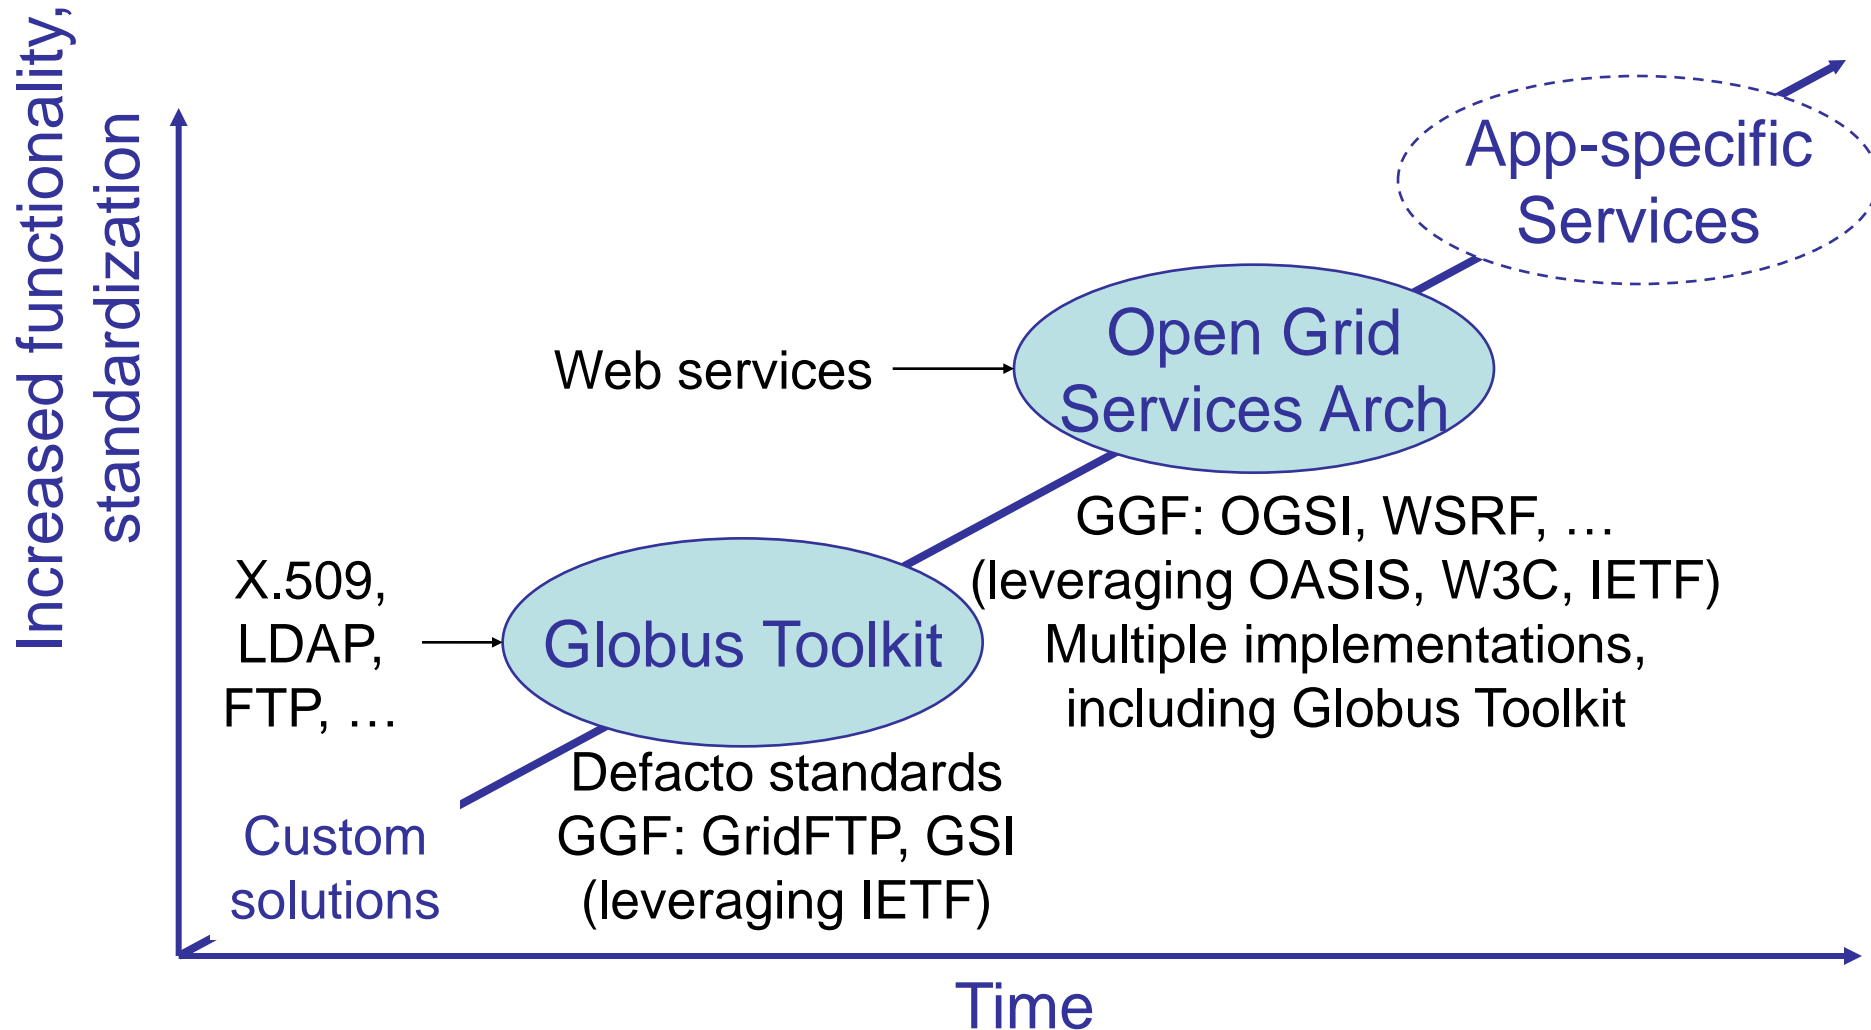 Increased functionality,
standardization
App-specific
Services
Web services
Open Grid
Services Arch
GGF: OGSI, WSRF, …
(leveraging OASIS, W3C, IETF)
Multiple implementations,
including Globus Toolkit
X.509,
LDAP,
FTP, …
Globus Toolkit
Defacto standards
GGF: GridFTP, GSI
(leveraging IETF)
Custom
solutions
Time